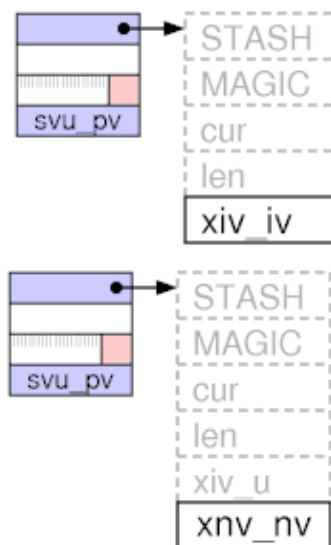 STASH
MAGIC
cur
len
svu_pv
xiv_iv
STASH
MAGIC
cur
svu_pv
len
xiv_u
xnv_nv